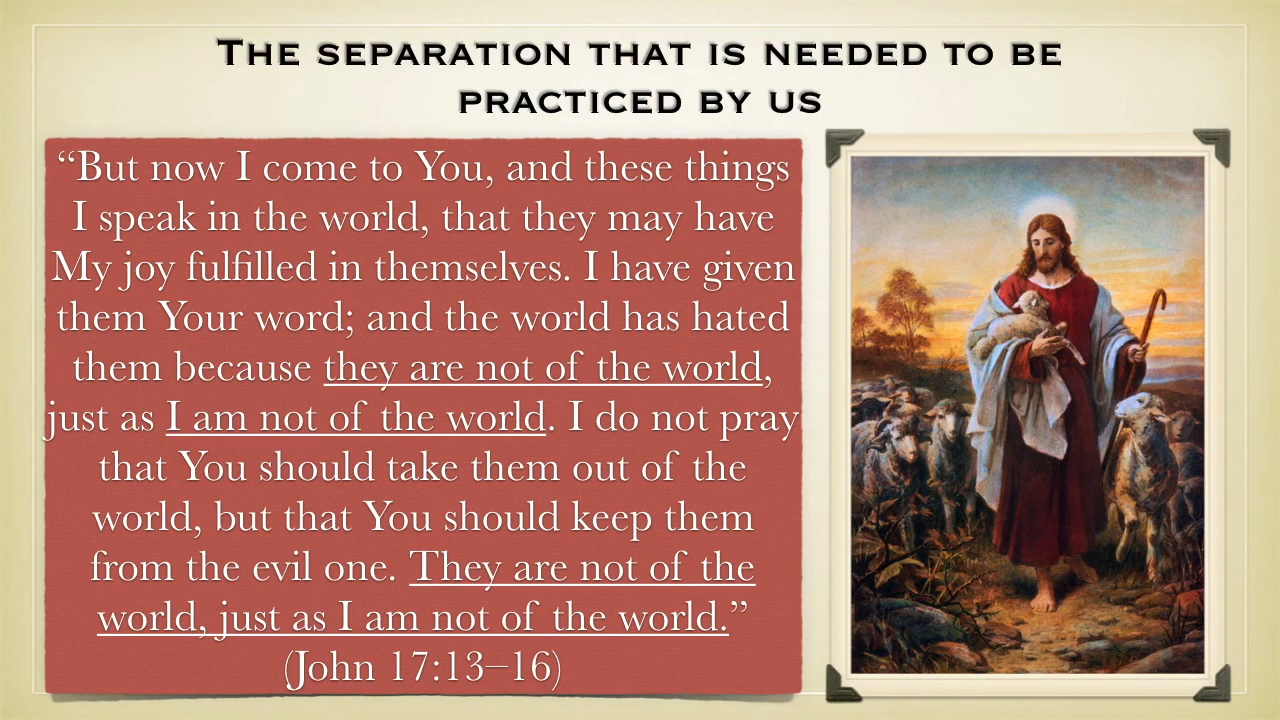 The separation that is needed to be
practiced by us
“But now I come to You, and these things
I speak in the world, that they may have
My joy fulfilled in themselves. I have given
them Your word; and the world has hated
them because they are not of the world,
just as I am not of the world. I do not pray
that You should take them out of the
world, but that You should keep them
from the evil one. They are not of the
world, just as I am not of the world.”
(John 17:13–16)